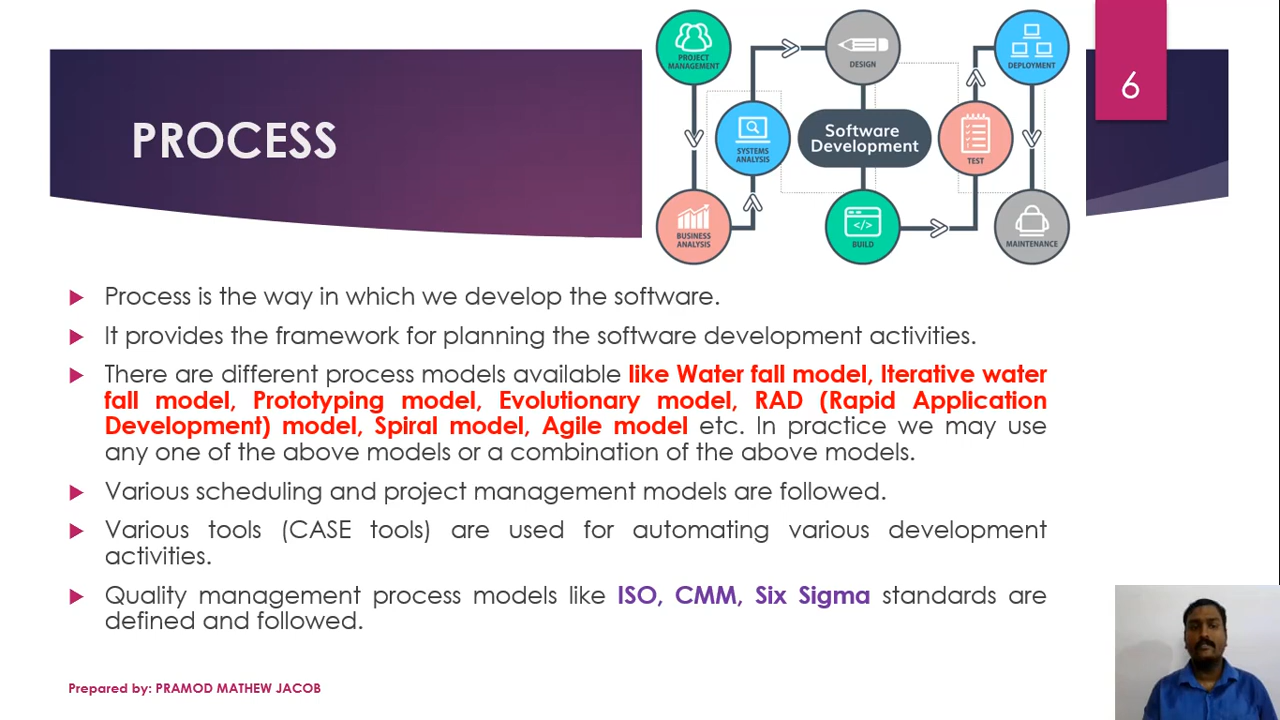 PROCESS
PROJECT
MANAGEMENT
DESIGN
DEPLOYMENT
6
Software
Development
SYSTEMS
ANALYSIS
TEST
BUSINESS
ANALYSIS
</>
BUILD
MAINTENANCE
Process is the way in which we develop the software.
It provides the framework for planning the software development activities.
There are different process models available like Water fall model, Iterative water
fall model, Prototyping model, Evolutionary model, RAD (Rapid Application
Development) model, Spiral model, Agile model etc. In practice we may use
any one of the above models or a combination of the above models.
Various scheduling and project management models are followed.
Various tools (CASE tools) are used for automating various development
activities.
Quality management process models like ISO, CMM, Six Sigma standards are
defined and followed.
Prepared by: PRAMOD MATHEW JACOB